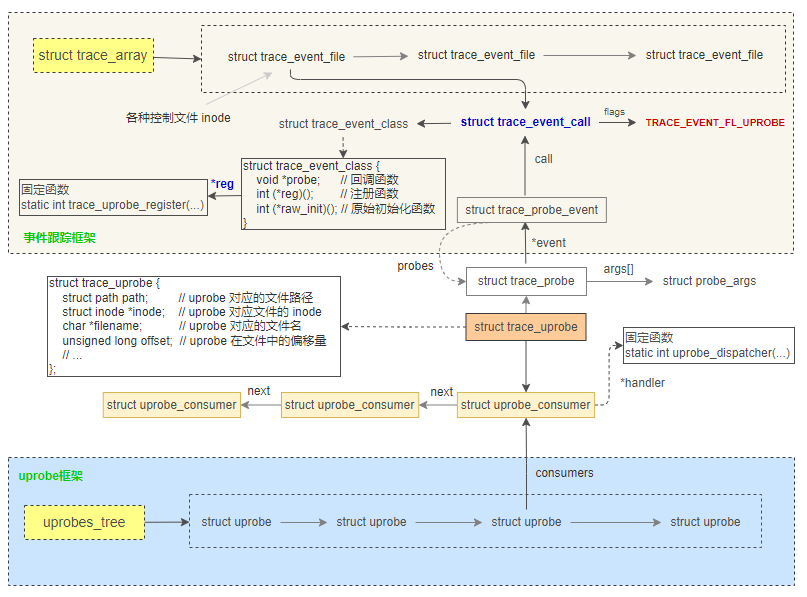 struct trace_array
struct trace_event_file
struct trace_event_file
struct trace_event_file
各种控制文件 inode
struct trace_event_class
struct trace_event_call
flags
TRACE_EVENT_FL_UPROBE
call
struct trace_event_class {
void *probe; // 回调函数
int (*reg)(); // 注册函数
int (*raw_init)(); // 原始初始化函数
}
*reg
固定函数
static int trace_uprobe_register(...)
事件跟踪框架
struct trace_probe_event
*event
probes
struct trace_probe
args[]
struct probe_args
struct trace_uprobe {
struct path path; // uprobe 对应的文件路径
struct inode *inode; // uprobe 对应文件的 inode
char *filename; // uprobe 对应的文件名
unsigned long offset; // uprobe 在文件中的偏移量
// ...
};
struct trace_uprobe
固定函数
static int uprobe_dispatcher(...)
*handler
struct uprobe_consumer
next
struct uprobe_consumer
next
struct uprobe_consumer
consumers
uprobe框架
uprobes_tree
struct uprobe
struct uprobe
struct uprobe
struct uprobe